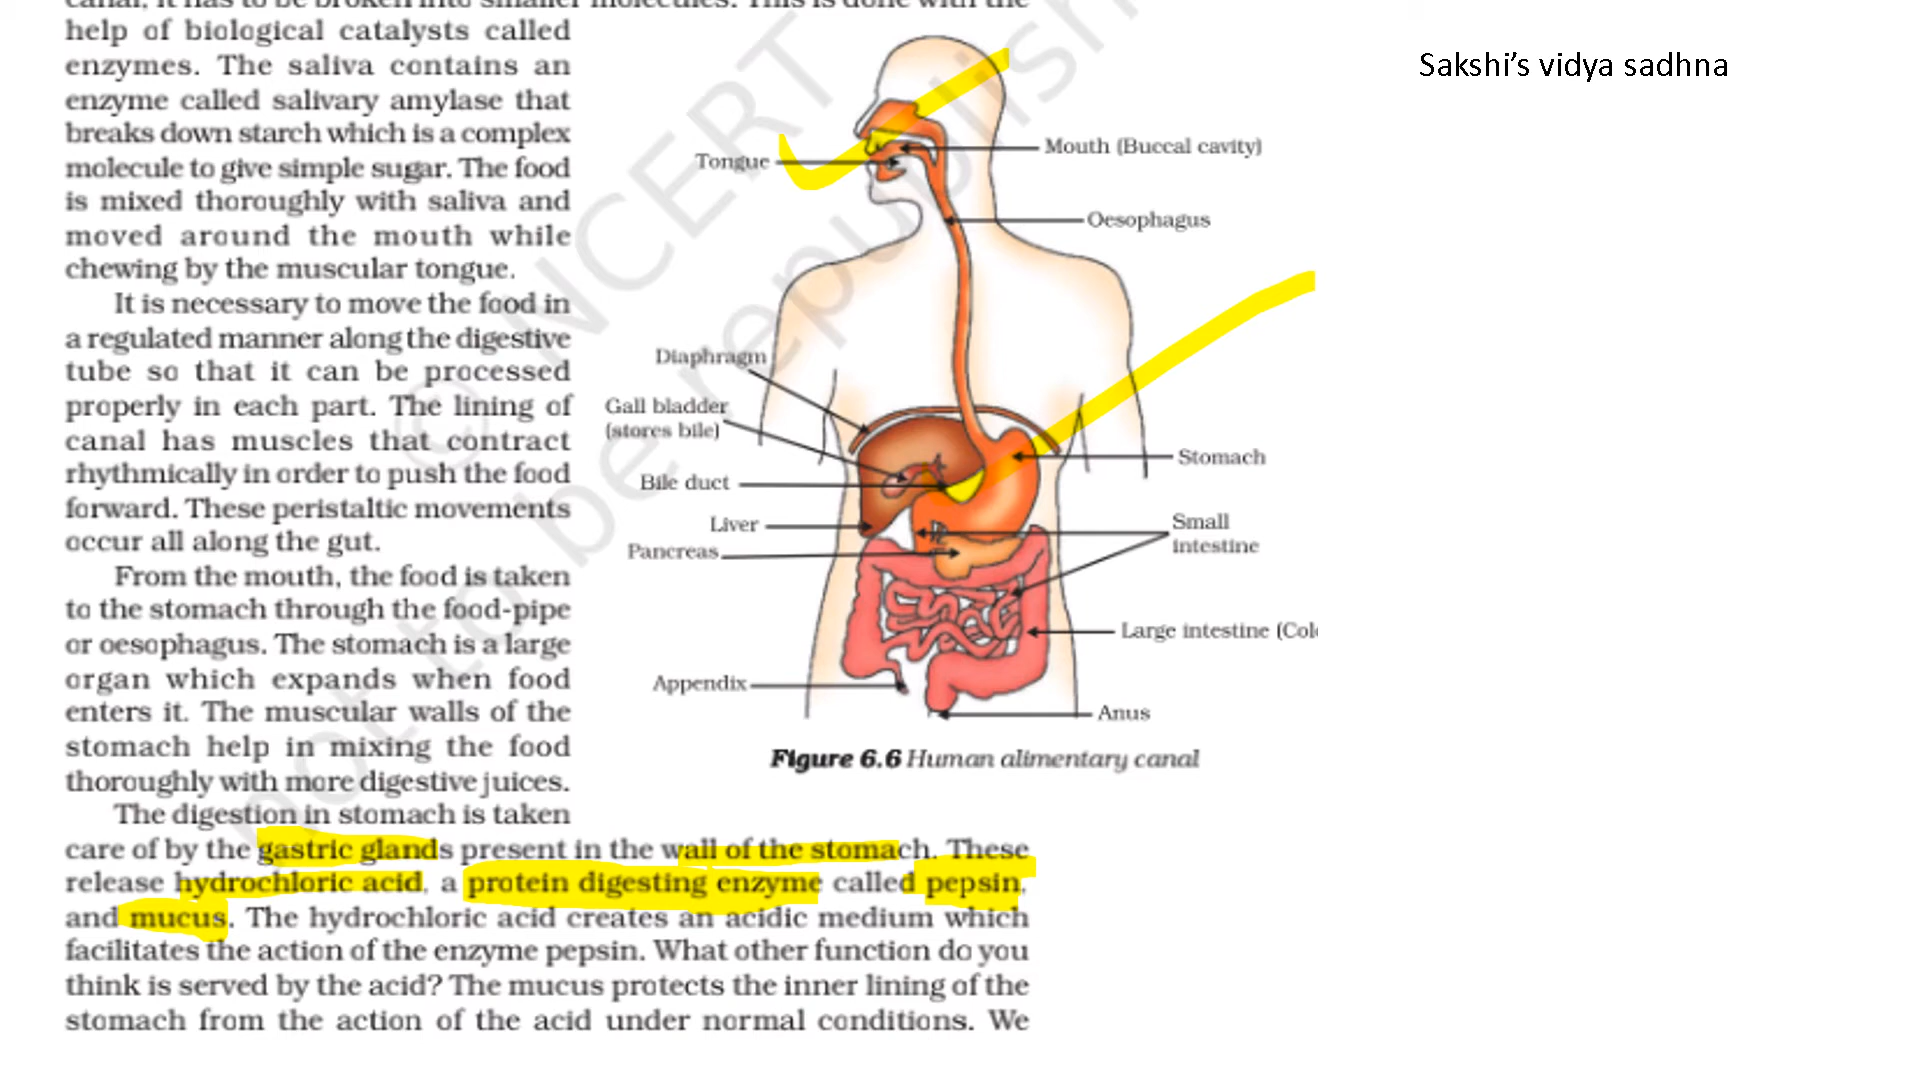 help of biological catalysts called
enzymes. The saliva contains an
enzyme called salivary amylase that
breaks down starch which is a complex
molecule to give simple sugar. The food
is mixed thoroughly with saliva and
moved around the mouth while
chewing by the muscular tongue.
It is necessary to move the food in
a regulated manner along the digestive
tube so that it can be processed
properly in each part. The lining of
canal has muscles that contract
rhythmically in order to push the food
forward. These peristaltic movements
occur all along the gut.
From the mouth, the food is taken
to the stomach through the food-pipe
or oesophagus. The stomach is a large
organ which expands when food
enters it. The muscular walls of the
stomach help in mixing the food
thoroughly with more digestive juices.
The digestion in stomach is taken
care of by the gastric glands present in the wall of the stomach. These
release hydrochloric acid, a protein digesting enzyme called pepsin,
and mucus. The hydrochloric acid creates an acidic medium which
facilitates the action of the enzyme pepsin. What other function do you
think is served by the acid? The mucus protects the inner lining of the
stomach from the action of the acid under normal conditions. We
Tongue
Mouth (Buccal cavity)
Oesophagus
Diaphragm
Gall bladder
(stores bile)
Bile duct
Liver
Pancreas
Appendix
Stomach
Small
intestine
Large intestine (Col
Anus
Figure 6.6 Human alimentary canal
Sakshi's vidya sadhna
© NCERT
not to be republish